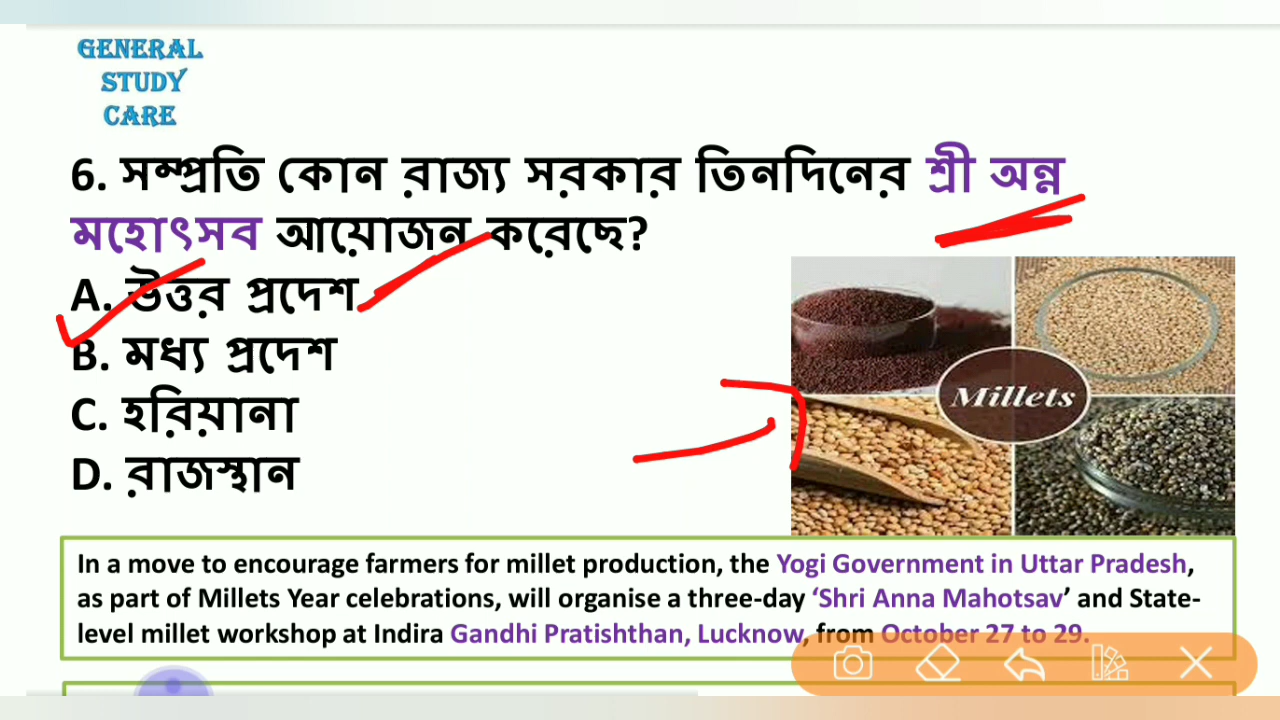 GENERAL
STUDY
CARE
6. সম্প্রতি কোন রাজ্য সরকার তিনদিনের শ্রী অন্ন
মহোৎসব আয়োজন করেছে?
A. উত্তর প্রদেশ
B. মধ্য প্রদেশ
C. হরিয়ানা
D. রাজস্থান
Millets
In a move to encourage farmers for millet production, the Yogi Government in Uttar Pradesh,
as part of Millets Year celebrations, will organise a three-day ‘Shri Anna Mahotsav’ and State-
level millet workshop at Indira Gandhi Pratishthan, Lucknow, from October 27 to 29.